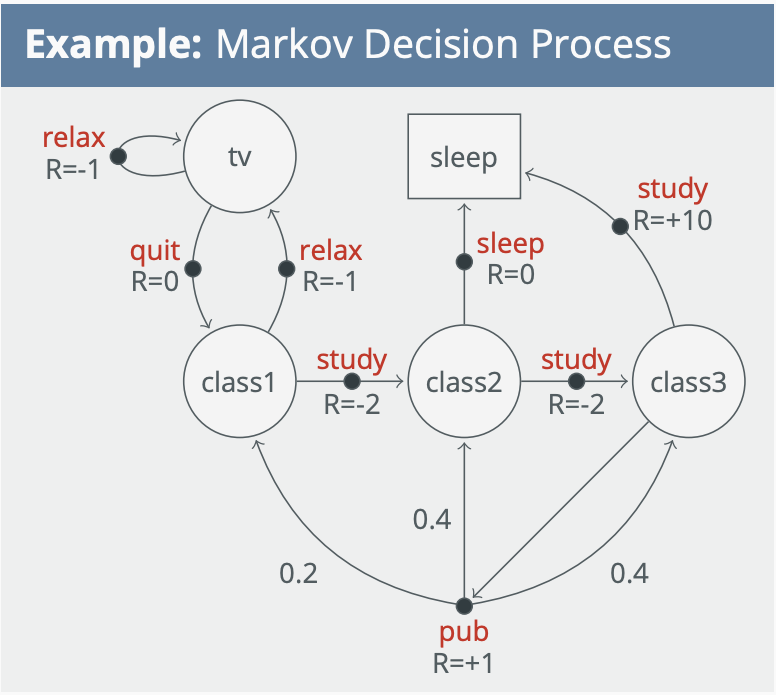 Example: Markov Decision Process
relax
R=-1
tv
sleep
study
R=+10
quit
R=0
relax
R=-1
sleep
R=0
class1
study
R=-2
class2
study
R=-2
class3
0.4
0.2
0.4
pub
R=+1